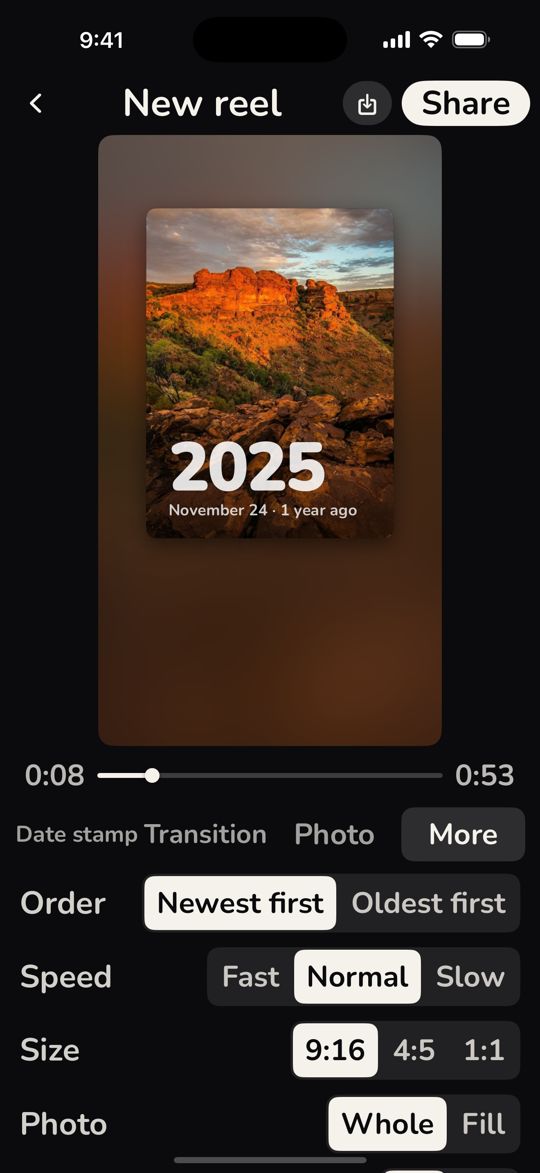 9:41
New reel
Share
2025
November 24 · 1 year ago
0:08
0:53
Date stamp
Transition
Photo
More
Order
Newest first
Oldest first
Speed
Fast
Normal
Slow
Size
9:16
4:5
1:1
Photo
Whole
Fill